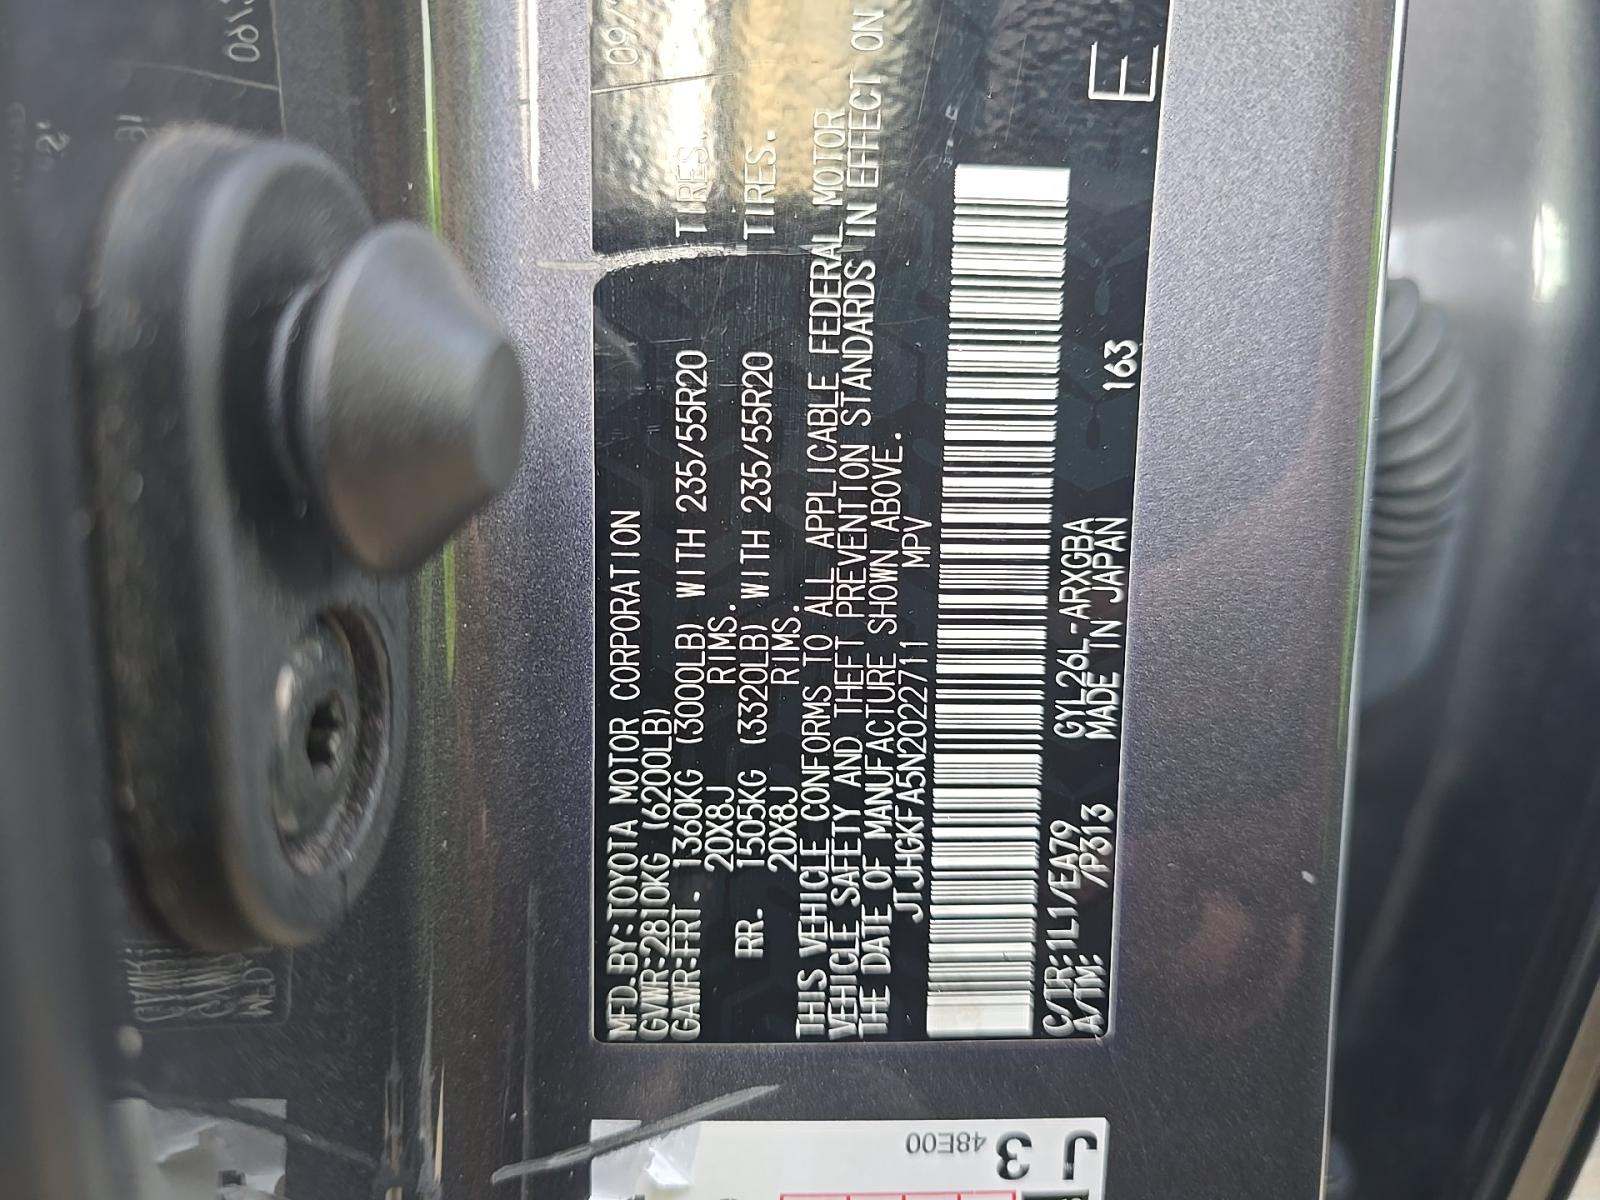 MFD.BY:TOYOTA MOTOR CORPORATION 09/
GVWR:2810KG (6200LB)
GAWR:FRT. 1360KG (3000LB) WITH 235/55R20 TIRES.
20X8J RIMS.
RR. 1505KG (3320LB) WITH 235/55R20 TIRES.
20X8J RIMS.
THIS VEHICLE CONFORMS TO ALL APPLICABLE FEDERAL MOTOR
VEHICLE SAFETY AND THEFT PREVENTION STANDARDS IN EFFECT ON
THE DATE OF MANUFACTURE SHOWN ABOVE.
JTJHGKFA5N2022711 MPV
C/TR:1L1/EA79 GYL26L-ARXGBA
A/TM: /P313 MADE IN JAPAN 163 E
J3
48E00